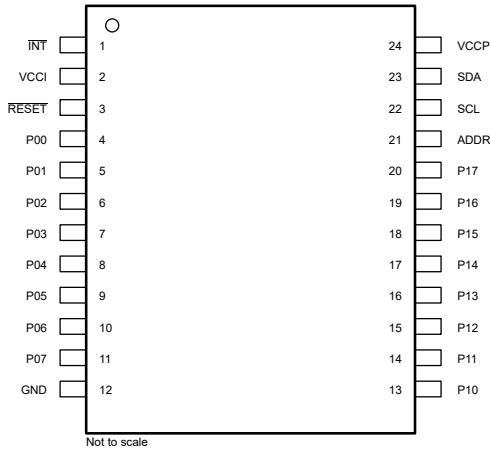 INT 1 24 VCCP
VCCI 2 23 SDA
RESET 3 22 SCL
P00 4 21 ADDR
P01 5 20 P17
P02 6 19 P16
P03 7 18 P15
P04 8 17 P14
P05 9 16 P13
P06 10 15 P12
P07 11 14 P11
GND 12 13 P10
Not to scale